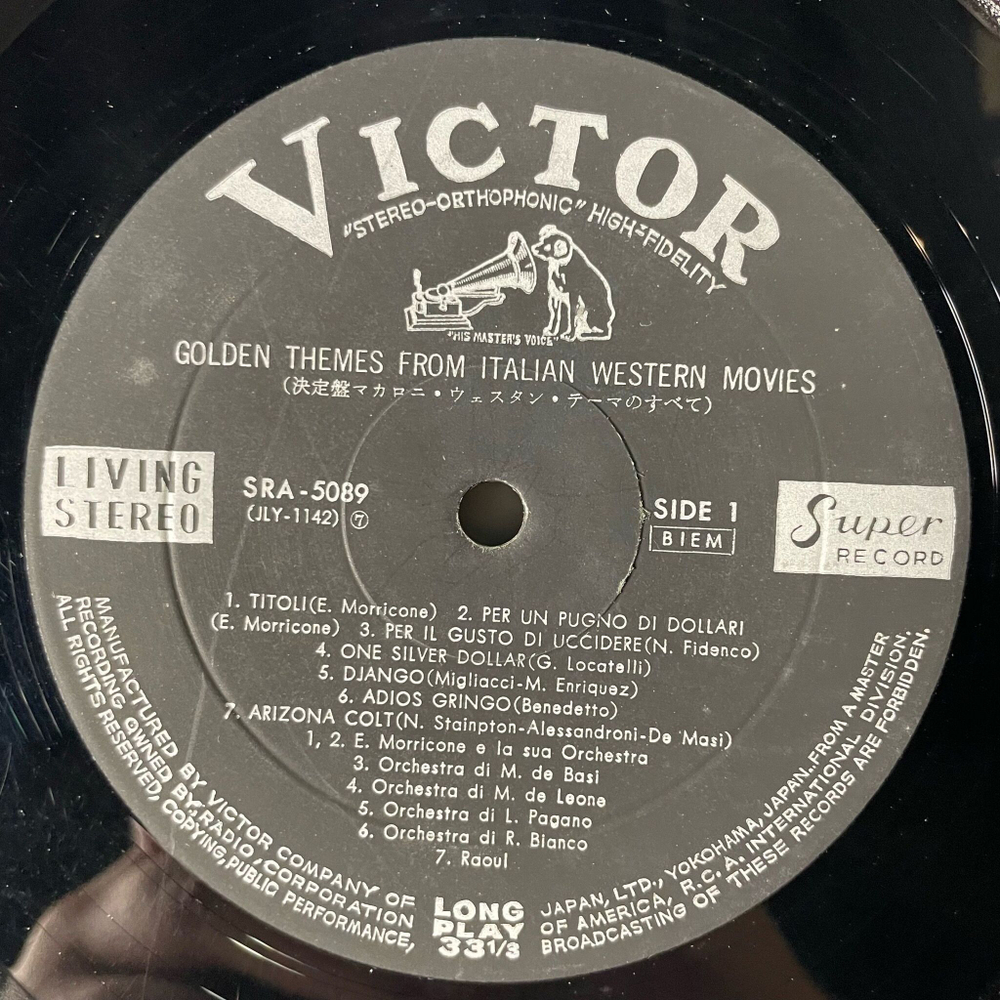 VICTOR
"STEREO-ORTHOPHONIC" HIGH-FIDELITY
"HIS MASTER'S VOICE"
GOLDEN THEMES FROM ITALIAN WESTERN MOVIES
(決定盤マカロニ・ウェスタン・テーマのすべて)
LIVING STEREO
SRA-5089
(JLY-1142) ⑦
SIDE 1
BIEM
Super
RECORD
1. TITOLI(E. Morricone) 2. PER UN PUGNO DI DOLLARI
(E. Morricone) 3. PER IL GUSTO DI UCCIDERE(N. Fidenco)
4. ONE SILVER DOLLAR(G. Locatelli)
5. DJANGO(Migliacci-M. Enriquez)
6. ADIOS GRINGO(Benedetto)
7. ARIZONA COLT(N. Stainpton-Alessandroni-De Masi)
1, 2. E. Morricone e la sua Orchestra
3. Orchestra di M. de Basi
4. Orchestra di M. de Leone
5. Orchestra di L. Pagano
6. Orchestra di R. Bianco
7. Raoul
MANUFACTURED BY VICTOR COMPANY OF JAPAN, LTD., YOKOHAMA, JAPAN. FROM A MASTER
RECORDING OWNED BY, RADIO, CORPORATION OF AMERICA, R.C.A. INTERNATIONAL DIVISION.
ALL RIGHTS RESERVED, COPYING, PUBLIC PERFORMANCE, BROADCASTING OF THESE RECORDS ARE FORBIDDEN.
LONG
PLAY
33 1/3